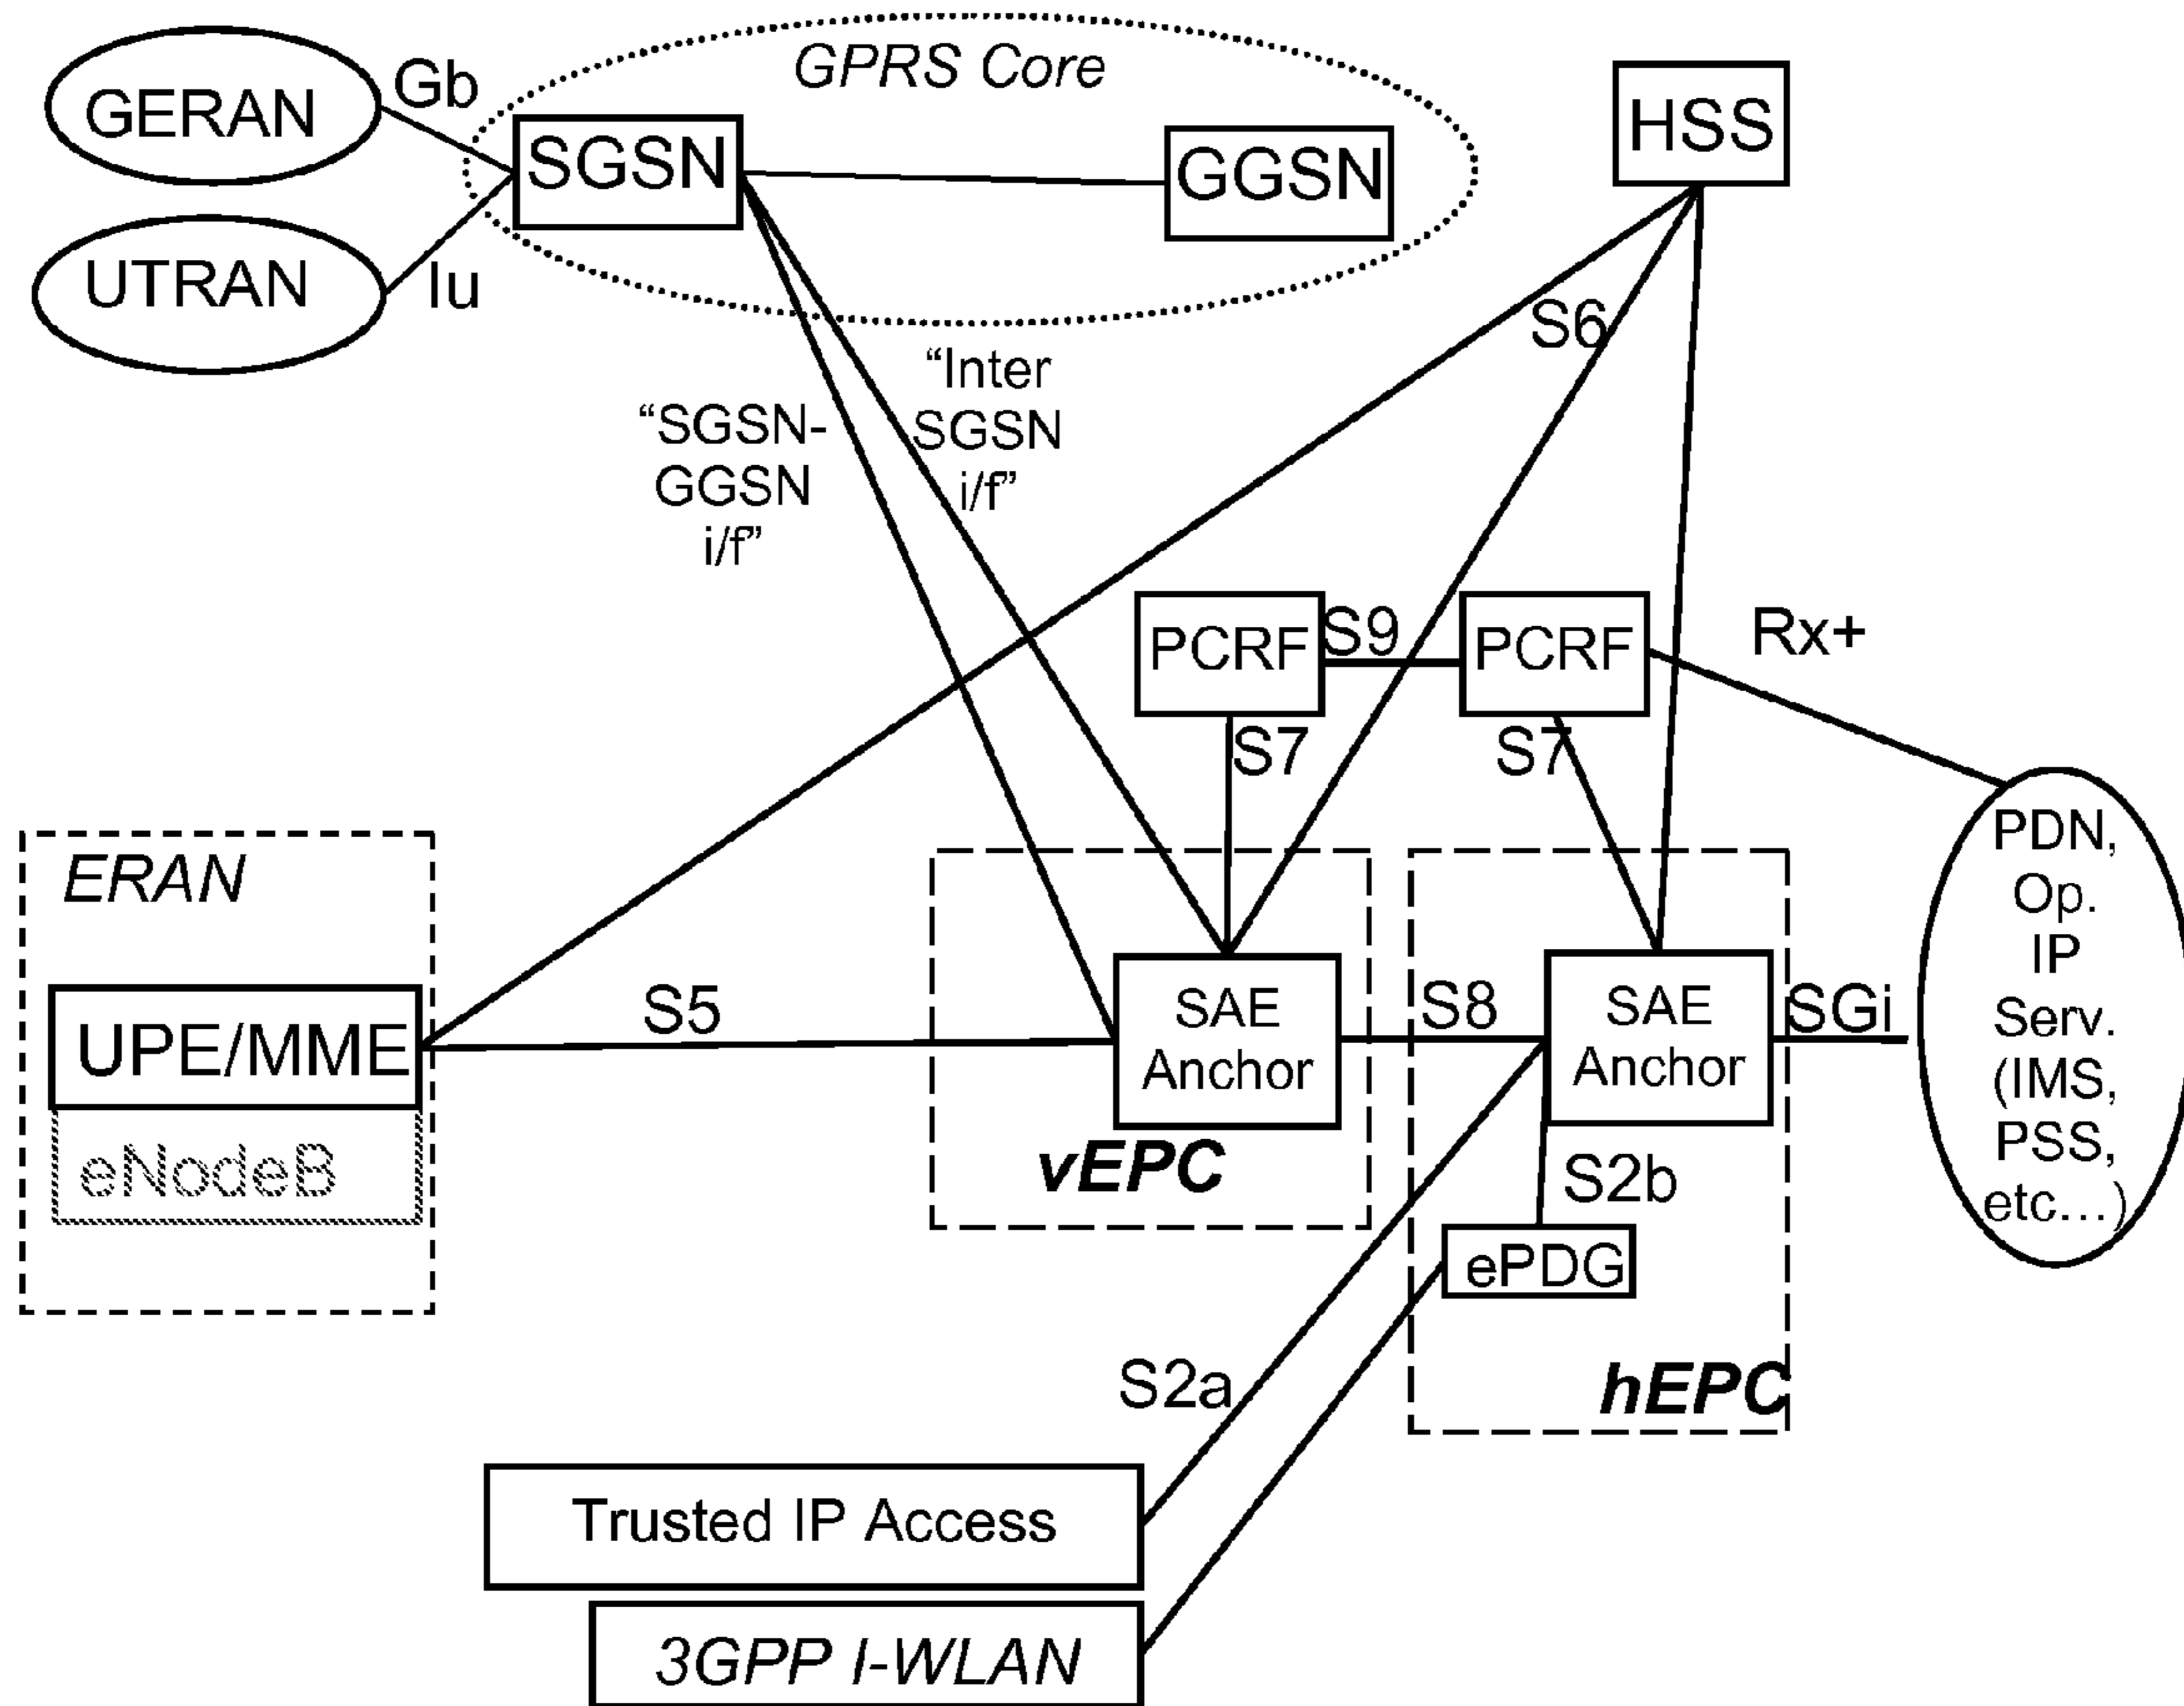 GPRS Core
GERAN
Gb
SGSN
GGSN
HSS
UTRAN
Iu
S6
“Inter
SGSN
i/f”
“SGSN-
GGSN
i/f”
PCRF
S9
PCRF
Rx+
S7
S7
ERAN
PDN,
Op.
IP
Serv.
(IMS,
PSS,
etc...)
UPE/MME
S5
SAE
Anchor
S8
SAE
Anchor
SGi
eNodeB
vEPC
S2b
ePDG
S2a
hEPC
Trusted IP Access
3GPP I-WLAN